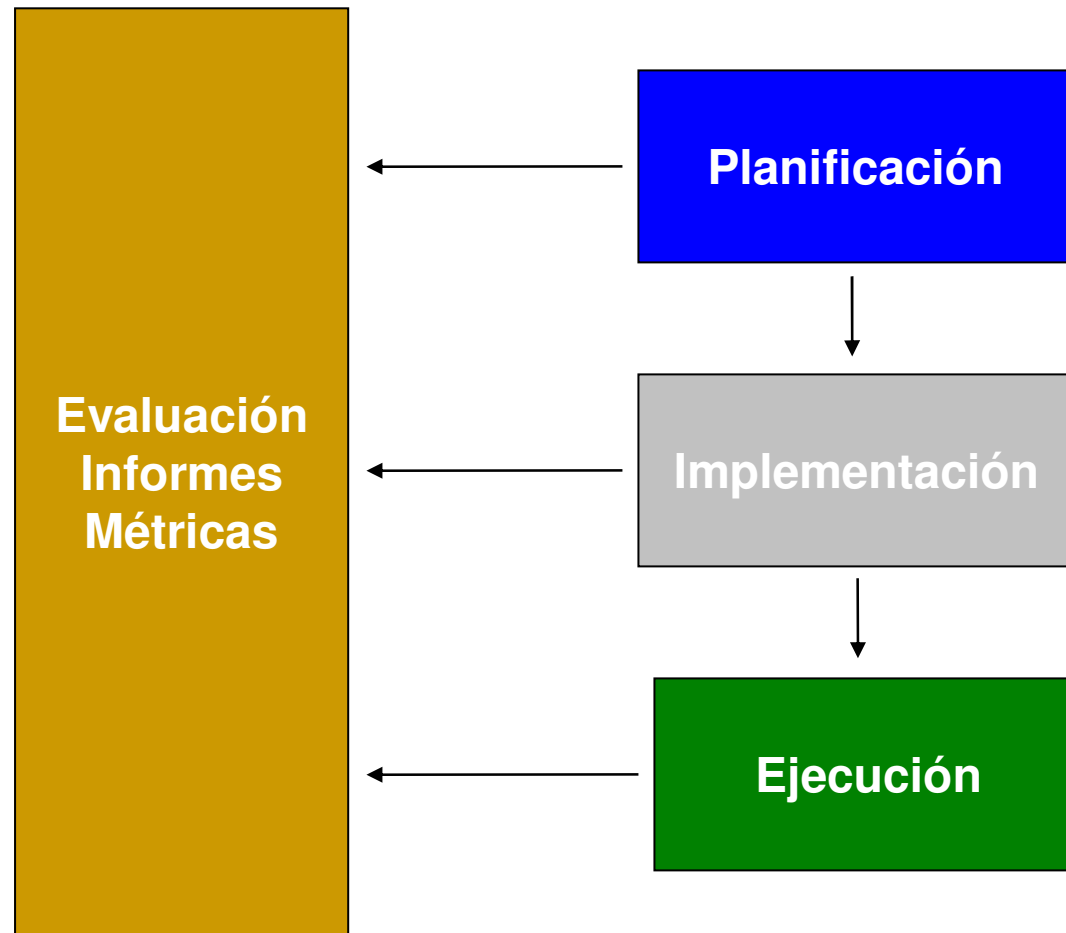 Planificación
Evaluación
Informes
Métricas
Implementación
Ejecución